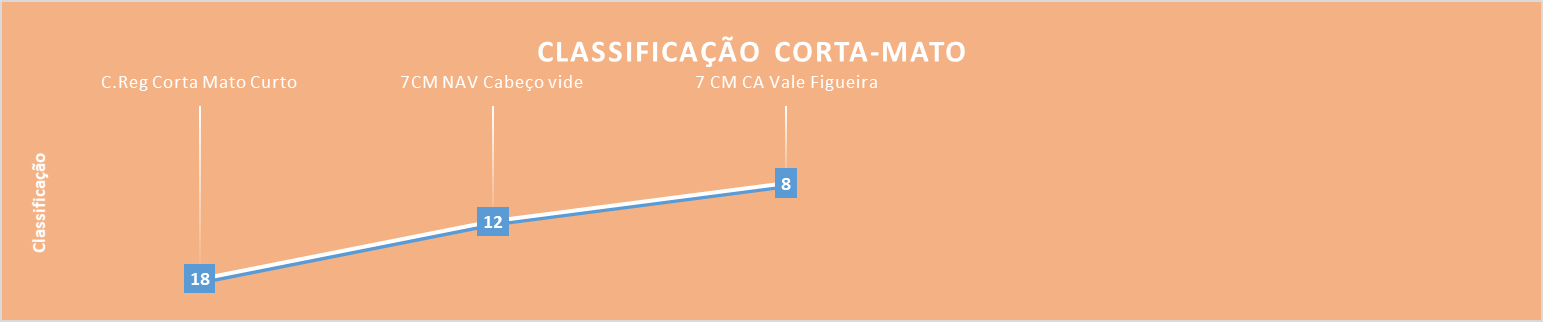 CLASSIFICAÇÃO CORTA-MATO
C.Reg Corta Mato Curto
7CM NAV Cabeço vide
7 CM CA Vale Figueira
Classificação
18
12
8